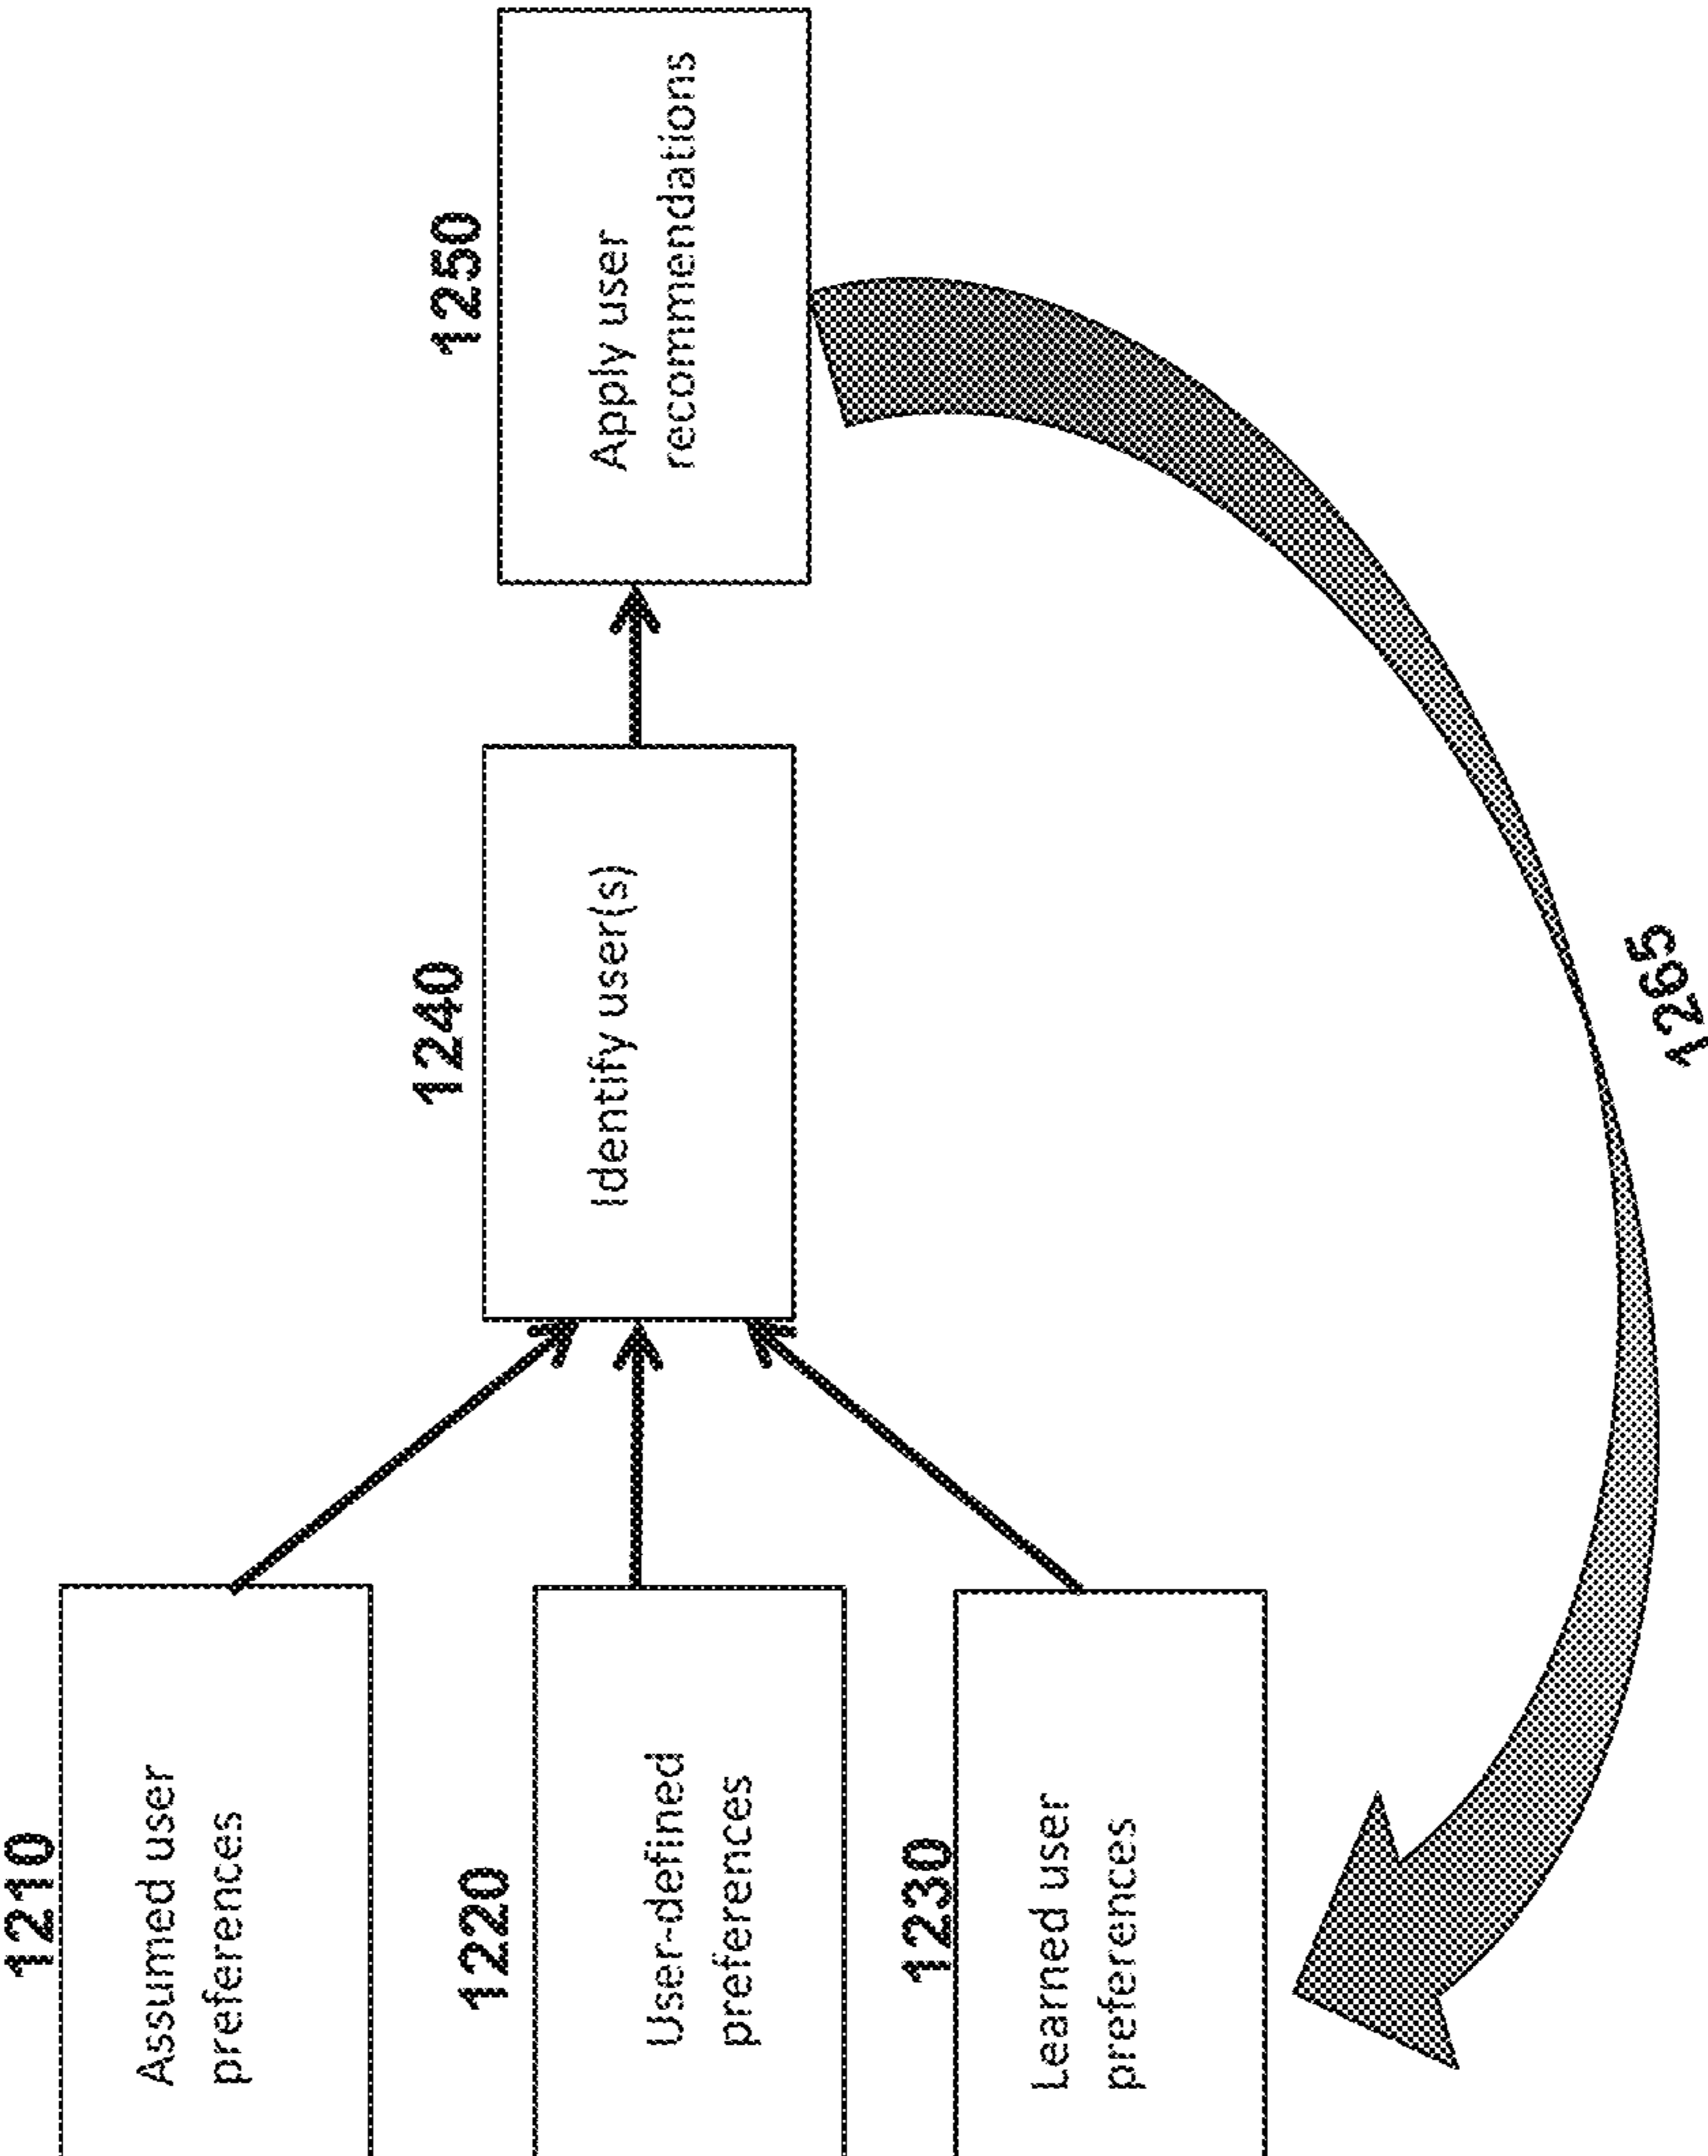 1210
Assumed user
preferences
1220
User-defined
preferences
1230
Learned user
preferences
1240
Identify user(s)
1250
Apply user
recommendations
1265